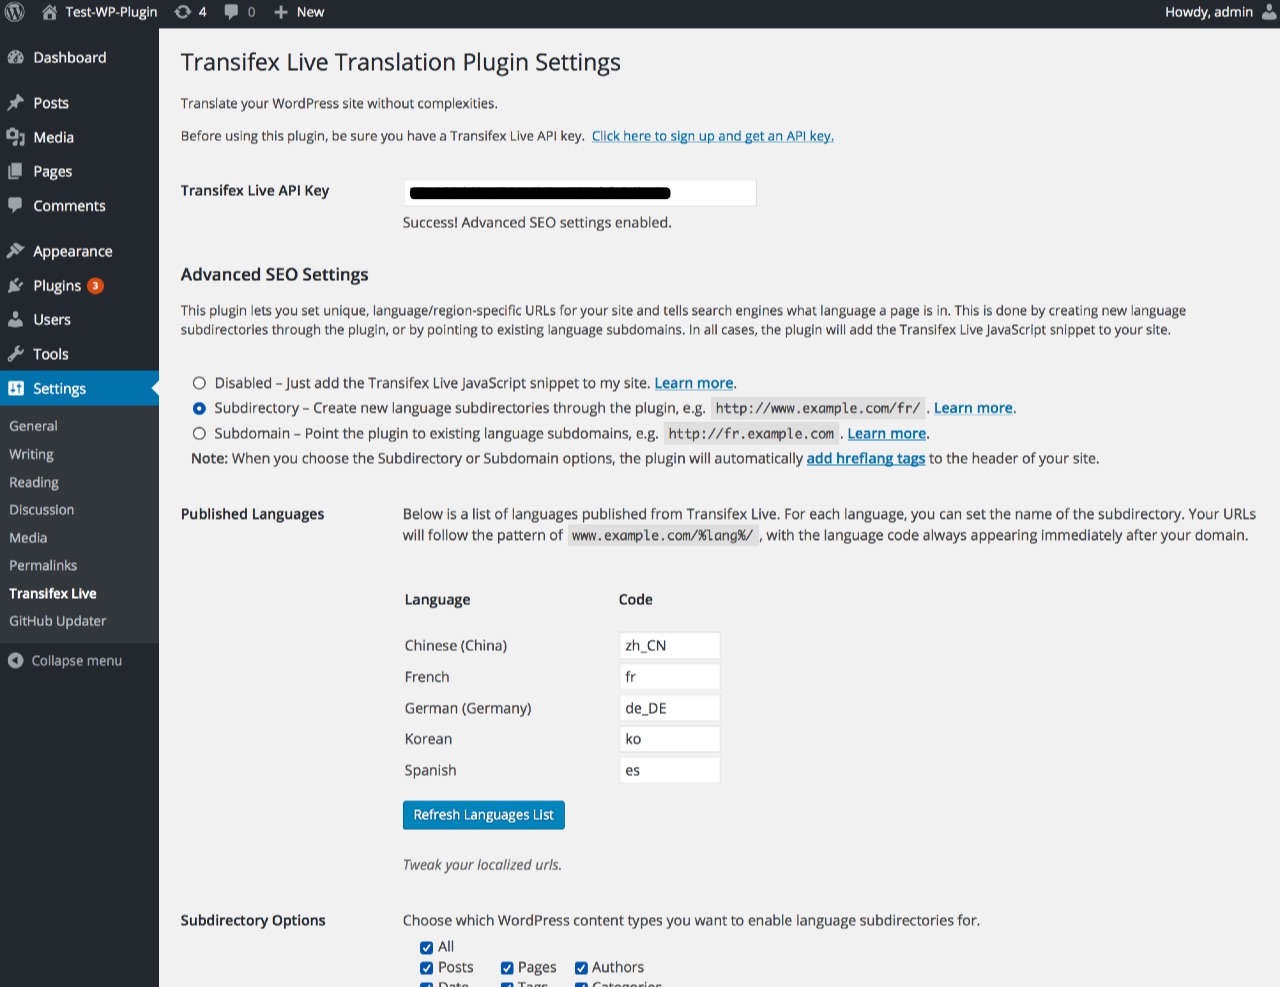 Test-WP-Plugin 4 0 New Howdy, admin
Dashboard
Posts
Media
Pages
Comments
Appearance
Plugins 3
Users
Tools
Settings
General
Writing
Reading
Discussion
Media
Permalinks
Transifex Live
GitHub Updater
Collapse menu
Transifex Live Translation Plugin Settings
Translate your WordPress site without complexities.
Before using this plugin, be sure you have a Transifex Live API key. Click here to sign up and get an API key.
Transifex Live API Key
Success! Advanced SEO settings enabled.
Advanced SEO Settings
This plugin lets you set unique, language/region-specific URLs for your site and tells search engines what language a page is in. This is done by creating new language
subdirectories through the plugin, or by pointing to existing language subdomains. In all cases, the plugin will add the Transifex Live JavaScript snippet to your site.
Disabled – Just add the Transifex Live JavaScript snippet to my site. Learn more.
Subdirectory – Create new language subdirectories through the plugin, e.g. http://www.example.com/fr/ . Learn more.
Subdomain – Point the plugin to existing language subdomains, e.g. http://fr.example.com . Learn more.
Note: When you choose the Subdirectory or Subdomain options, the plugin will automatically add hreflang tags to the header of your site.
Published Languages
Below is a list of languages published from Transifex Live. For each language, you can set the name of the subdirectory. Your URLs
will follow the pattern of www.example.com/%lang%/ , with the language code always appearing immediately after your domain.
Language Code
Chinese (China) zh_CN
French fr
German (Germany) de_DE
Korean ko
Spanish es
Refresh Languages List
Tweak your localized urls.
Subdirectory Options
Choose which WordPress content types you want to enable language subdirectories for.
All
Posts Pages Authors
Date Tags Categories